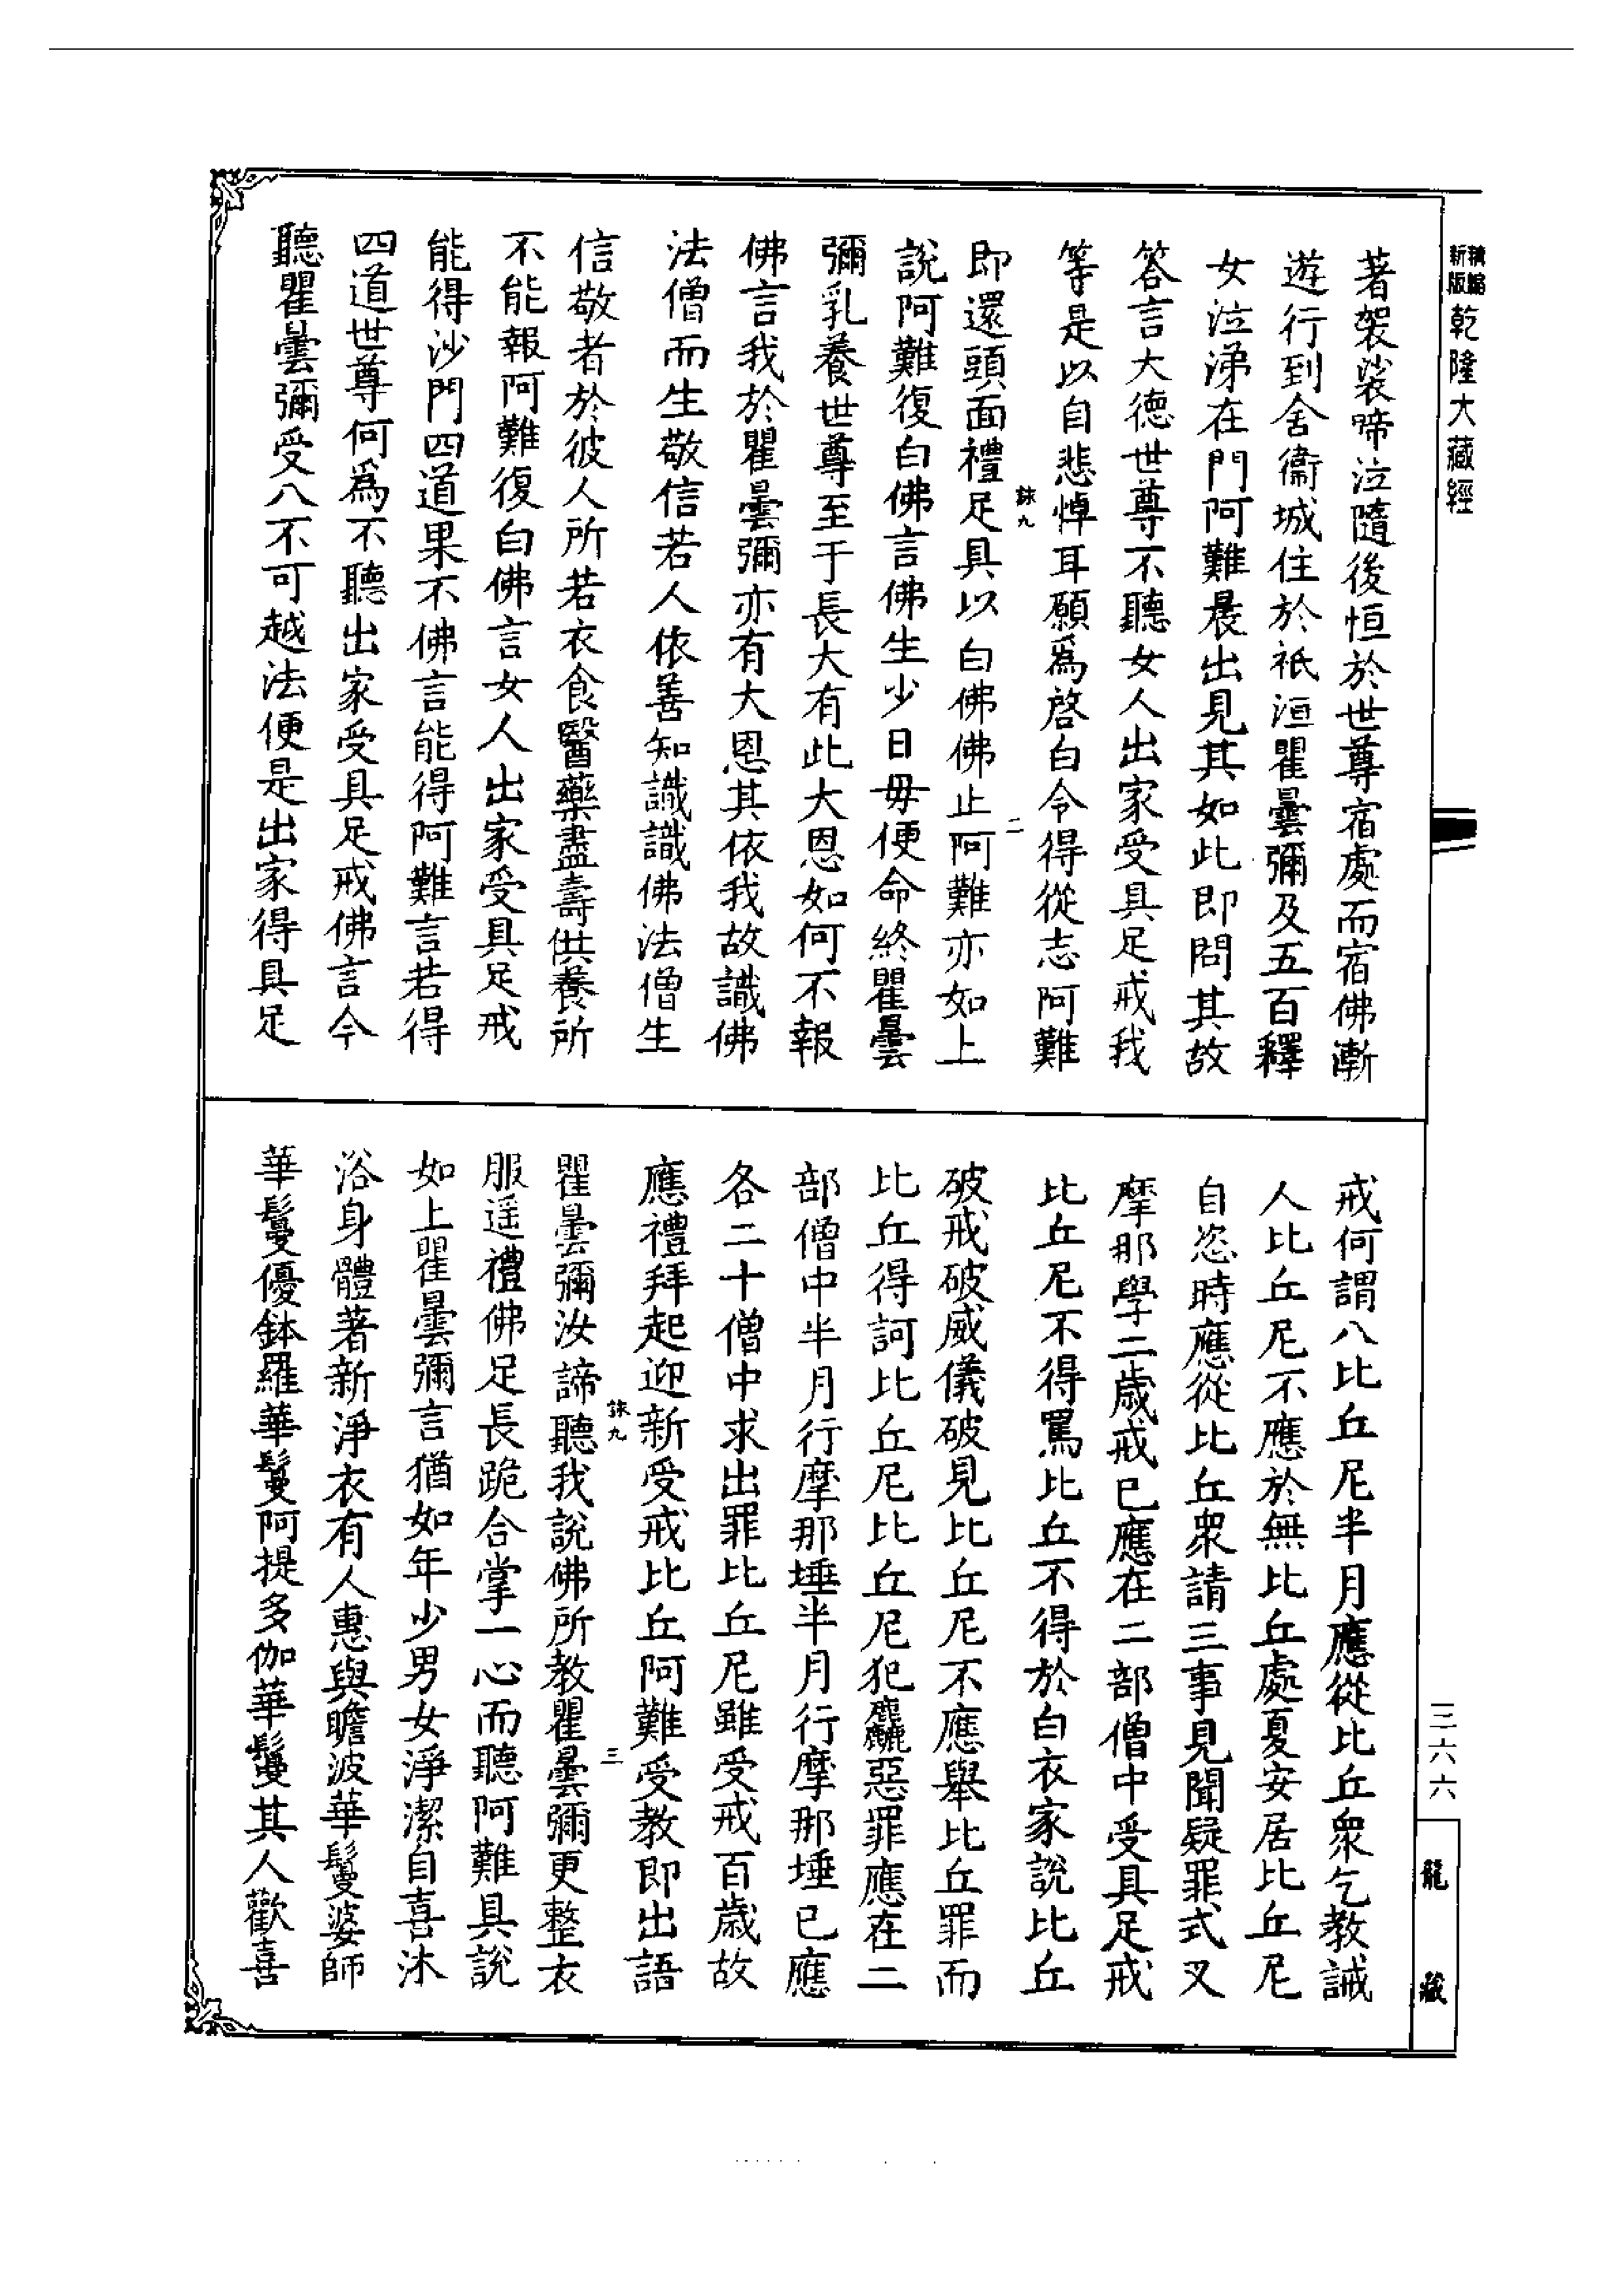 新版精編
乾隆大藏經
著袈裟啼泣隨後恒於世尊宿處而宿佛漸
遊行到舍衞城住於祇洹瞿曇彌及五百釋
女泣涕在門阿難晨出見其如此即問其故
答言大德世尊不聽女人出家受具足戒我
等是以自悲悼耳願爲啓白令得從志阿難
即還頭面禮足具以白佛佛止阿難亦如上
說阿難復白佛言佛生少日毋便命終瞿曇
彌乳養世尊至于長大有此大恩如何不報
佛言我於瞿曇彌亦有大恩其依我故識佛
法僧而生敬信若人依善知識識佛法僧生
信敬者於彼人所若衣食醫藥盡壽供養所
不能報阿難復白佛言女人出家受具足戒
能得沙門四道果不佛言能得阿難言若得
四道世尊何爲不聽出家受具足戒佛言今
聽瞿曇彌受八不可越法便是出家得具足
誅九
二
戒何謂八比丘尼半月應從比丘衆乞教誡
人比丘尼不應於無比丘處夏安居比丘尼
自恣時應從比丘衆請三事見聞疑罪式叉
摩那學二歲戒已應在二部僧中受具足戒
比丘尼不得罵比丘不得於白衣家說比丘
破戒破威儀破見比丘尼不應舉比丘罪而
比丘得訶比丘尼比丘尼犯麤惡罪應在二
部僧中半月行摩那埵半月行摩那埵已應
各二十僧中求出罪比丘尼雖受戒百歲故
應禮拜起迎新受戒比丘阿難受教即出語
瞿曇彌汝諦聽我說佛所教瞿曇彌更整衣
服遥禮佛足長跪合掌一心而聽阿難具說
如上瞿曇彌言猶如年少男女淨潔自喜沐
浴身體著新淨衣有人惠與瞻波華鬘婆師
華鬘優鉢羅華鬘阿提多伽華鬘其人歡喜
誅九
三
三六六
龍藏